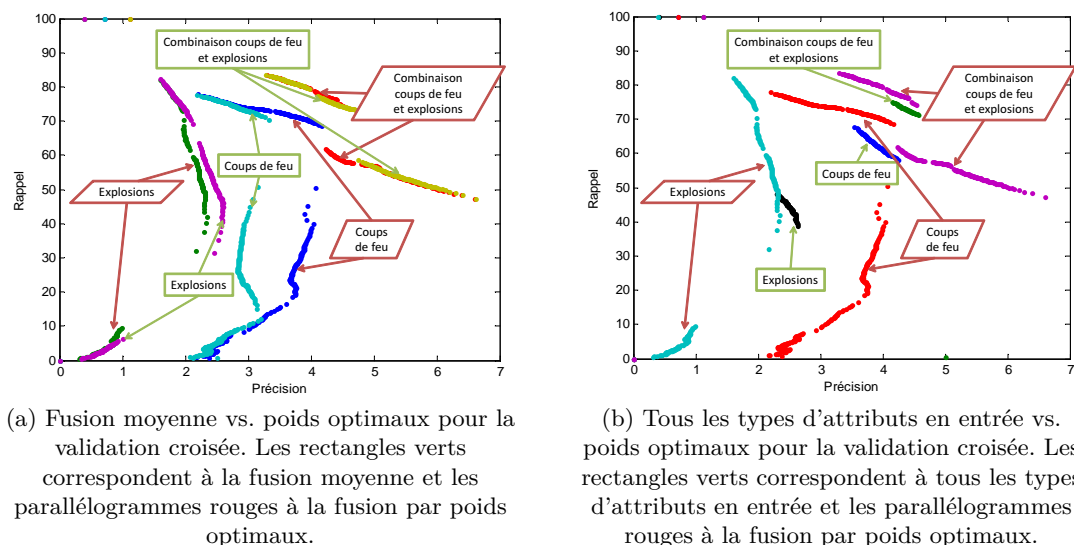 100
90
80
70
60
50
40
30
20
10
0
Rappel
0 1 2 3 4 5 6 7
Précision
Combinaison coups de feu
et explosions
Combinaison
coups de feu
et explosions
Coups de feu
Explosions
Coups
de feu
Explosions
(a) Fusion moyenne vs. poids optimaux pour la
validation croisée. Les rectangles verts
correspondent à la fusion moyenne et les
parallélogrammes rouges à la fusion par poids
optimaux.
100
90
80
70
60
50
40
30
20
10
0
Rappel
0 1 2 3 4 5 6 7
Précision
Combinaison coups de feu
et explosions
Combinaison
coups de feu
et explosions
Coups de feu
Explosions
Coups
de feu
Explosions
(b) Tous les types d'attributs en entrée vs.
poids optimaux pour la validation croisée. Les
rectangles verts correspondent à tous les types
d'attributs en entrée et les parallélogrammes
rouges à la fusion par poids optimaux.